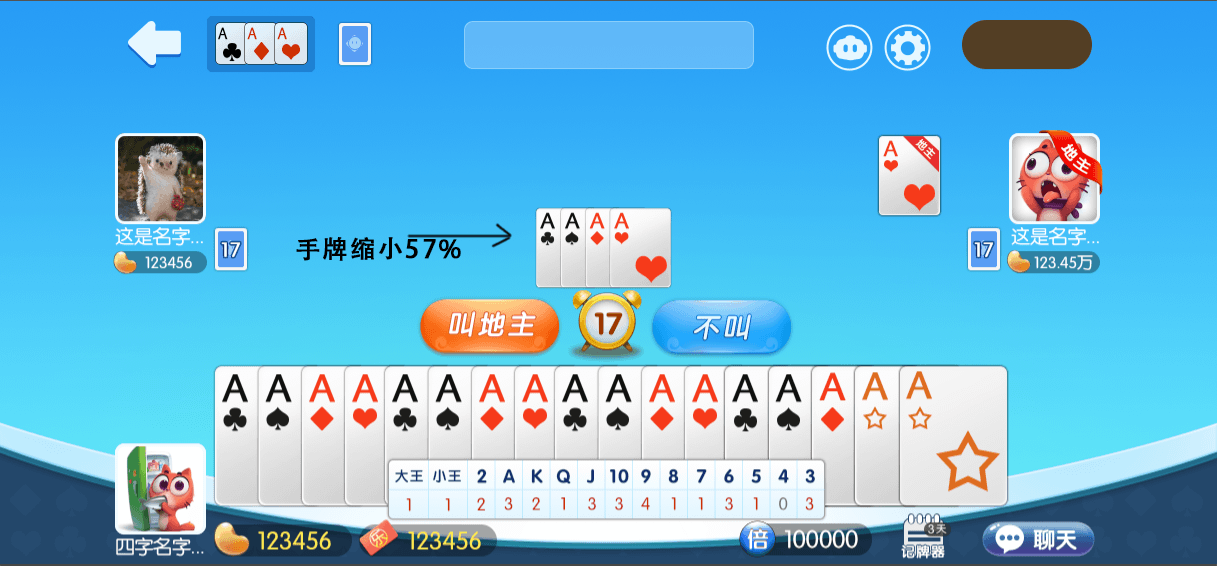 A A A
地主
A
地主
这是名字...
123456
17
手牌缩小57%
A A A A
17
这是名字...
123.45万
叫地主
17
不叫
A A A A A A A A A A A A A A A A A
大王 小王 2 A K Q J 10 9 8 7 6 5 4 3
1 1 2 3 2 1 3 3 4 1 1 3 1 0 3
四字名字...
123456
123456
倍 100000
3天
记牌器
聊天